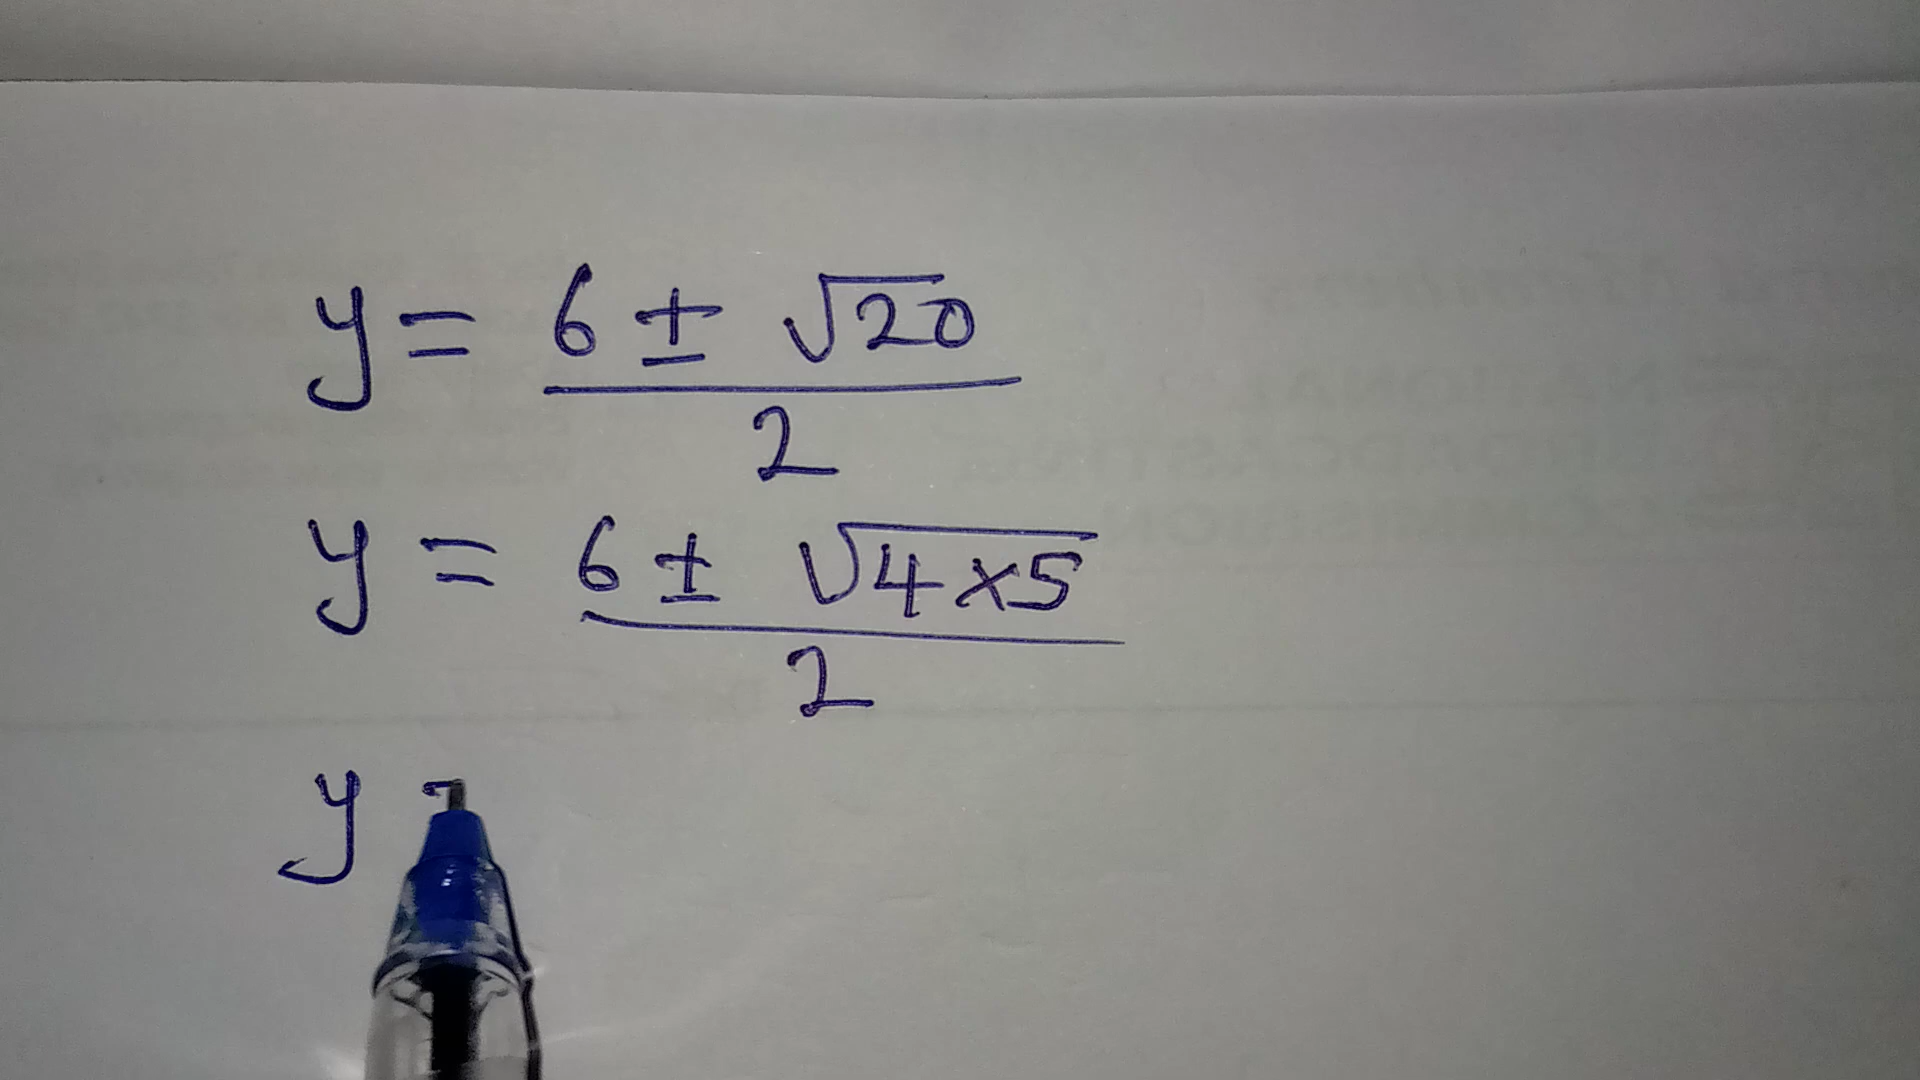 y = 6 ± √20 / 2
y = 6 ± √4×5 / 2
y =